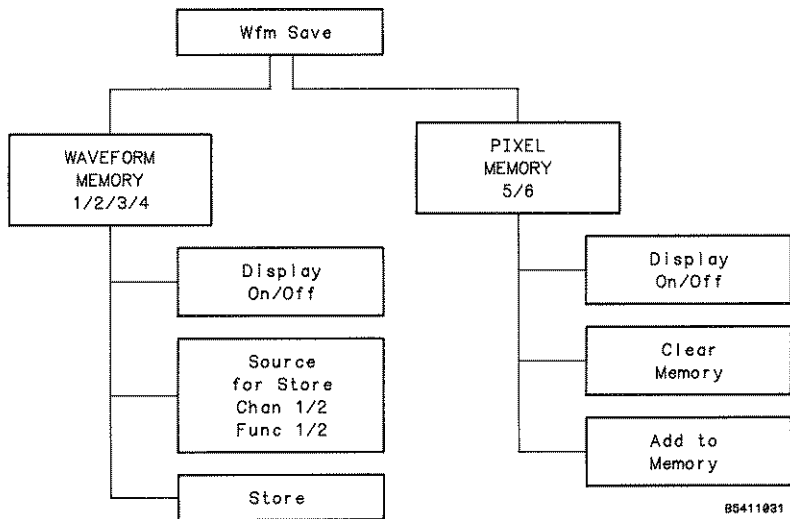 Wfm Save
WAVEFORM
MEMORY
1/2/3/4
Display
On/Off
Source
for Store
Chan 1/2
Func 1/2
Store
PIXEL
MEMORY
5/6
Display
On/Off
Clear
Memory
Add to
Memory
85411031